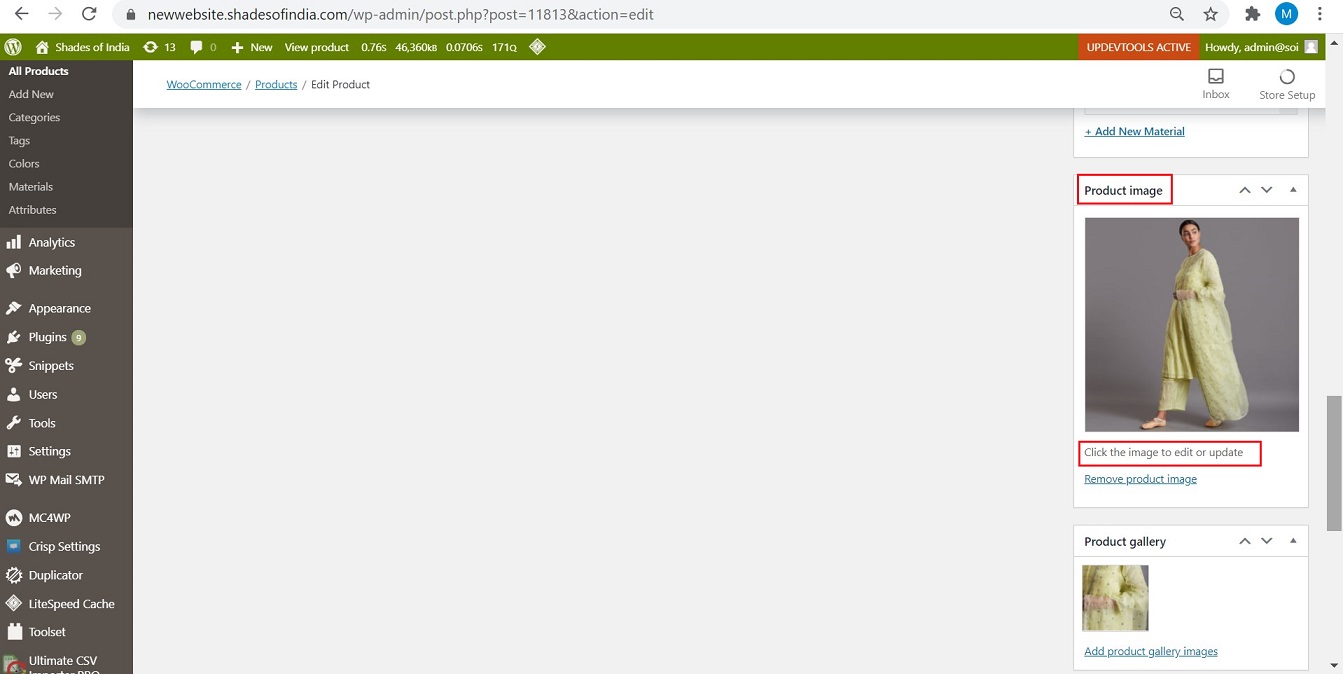 newwebsite.shadesofindia.com/wp-admin/post.php?post=11813&action=edit
M
Shades of India 13 0 New View product 0.76s 46,360KB 0.0706s 171Q UPDEVTOOLS ACTIVE Howdy, admin@soi
All Products
Add New
Categories
Tags
Colors
Materials
Attributes
Analytics
Marketing
Appearance
Plugins 9
Snippets
Users
Tools
Settings
WP Mail SMTP
MC4WP
Crisp Settings
Duplicator
LiteSpeed Cache
Toolset
Ultimate CSV
Importer PRO
WooCommerce / Products / Edit Product
Inbox
Store Setup
+ Add New Material
Product image
Click the image to edit or update
Remove product image
Product gallery
Add product gallery images